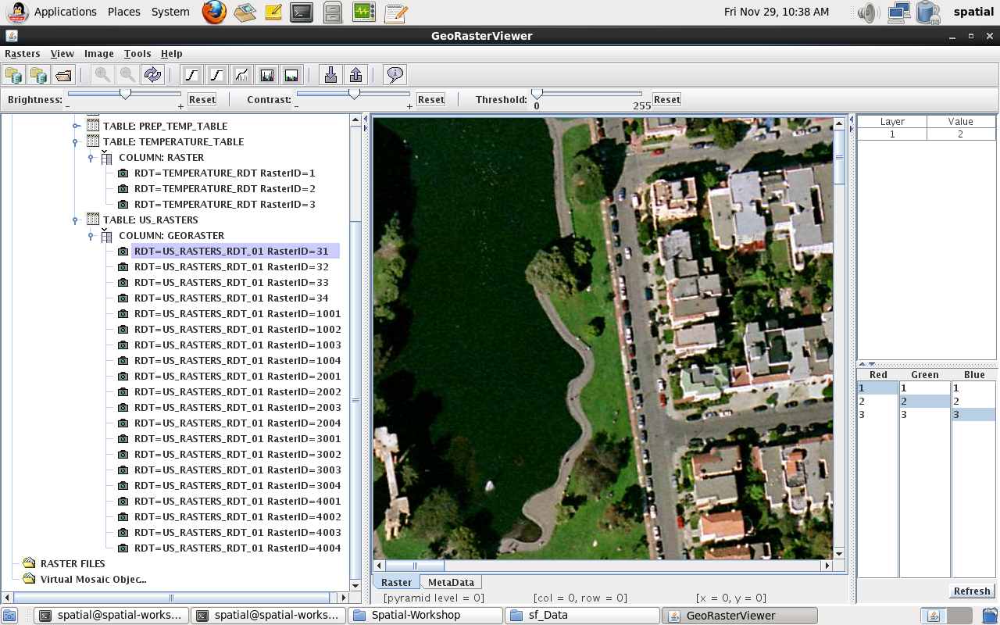 Applications Places System Fri Nov 29, 10:38 AM spatial
GeoRasterViewer
Rasters View Image Tools Help
Brightness: - + Reset Contrast: - + Reset Threshold: 0 255 Reset
TABLE: PREP_TEMP_TABLE
TABLE: TEMPERATURE_TABLE
COLUMN: RASTER
RDT=TEMPERATURE_RDT RasterID=1
RDT=TEMPERATURE_RDT RasterID=2
RDT=TEMPERATURE_RDT RasterID=3
TABLE: US_RASTERS
COLUMN: GEORASTER
RDT=US_RASTERS_RDT_01 RasterID=31
RDT=US_RASTERS_RDT_01 RasterID=32
RDT=US_RASTERS_RDT_01 RasterID=33
RDT=US_RASTERS_RDT_01 RasterID=34
RDT=US_RASTERS_RDT_01 RasterID=1001
RDT=US_RASTERS_RDT_01 RasterID=1002
RDT=US_RASTERS_RDT_01 RasterID=1003
RDT=US_RASTERS_RDT_01 RasterID=1004
RDT=US_RASTERS_RDT_01 RasterID=2001
RDT=US_RASTERS_RDT_01 RasterID=2002
RDT=US_RASTERS_RDT_01 RasterID=2003
RDT=US_RASTERS_RDT_01 RasterID=2004
RDT=US_RASTERS_RDT_01 RasterID=3001
RDT=US_RASTERS_RDT_01 RasterID=3002
RDT=US_RASTERS_RDT_01 RasterID=3003
RDT=US_RASTERS_RDT_01 RasterID=3004
RDT=US_RASTERS_RDT_01 RasterID=4001
RDT=US_RASTERS_RDT_01 RasterID=4002
RDT=US_RASTERS_RDT_01 RasterID=4003
RDT=US_RASTERS_RDT_01 RasterID=4004
RASTER FILES
Virtual Mosaic Objec...
Raster MetaData
[pyramid level = 0] [col = 0, row = 0] [x = 0, y = 0]
Layer Value
1 2
Red Green Blue
1 1 1
2 2 2
3 3 3
Refresh
spatial@spatial-works... spatial@spatial-works... Spatial-Workshop sf_Data GeoRasterViewer